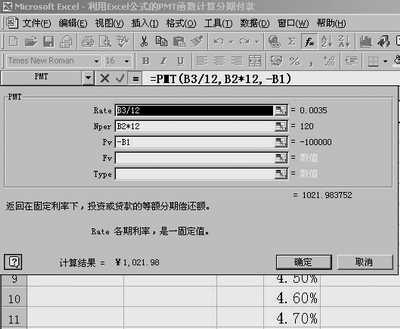 Microsoft Excel - 利用Excel公式的PMT函数计算分期付款
文件(F) 编辑(E) 视图(V) 插入(I) 格式(O) 工具(T) 数据(D) 窗口(W) 帮助(H)
Times New Roman 16 B I U
PMT =PMT(B3/12,B2*12,-B1)
PMT
Rate B3/12 = 0.0035
Nper B2*12 = 120
Pv -B1 = -100000
Fv = 数值
Type = 数值
= 1021.983752
返回在固定利率下，投资或贷款的等额分期偿还额。
Rate 各期利率，是一固定值。
计算结果 = ￥1,021.98 确定 取消
9 4.50%
10 4.60%
11 4.70%